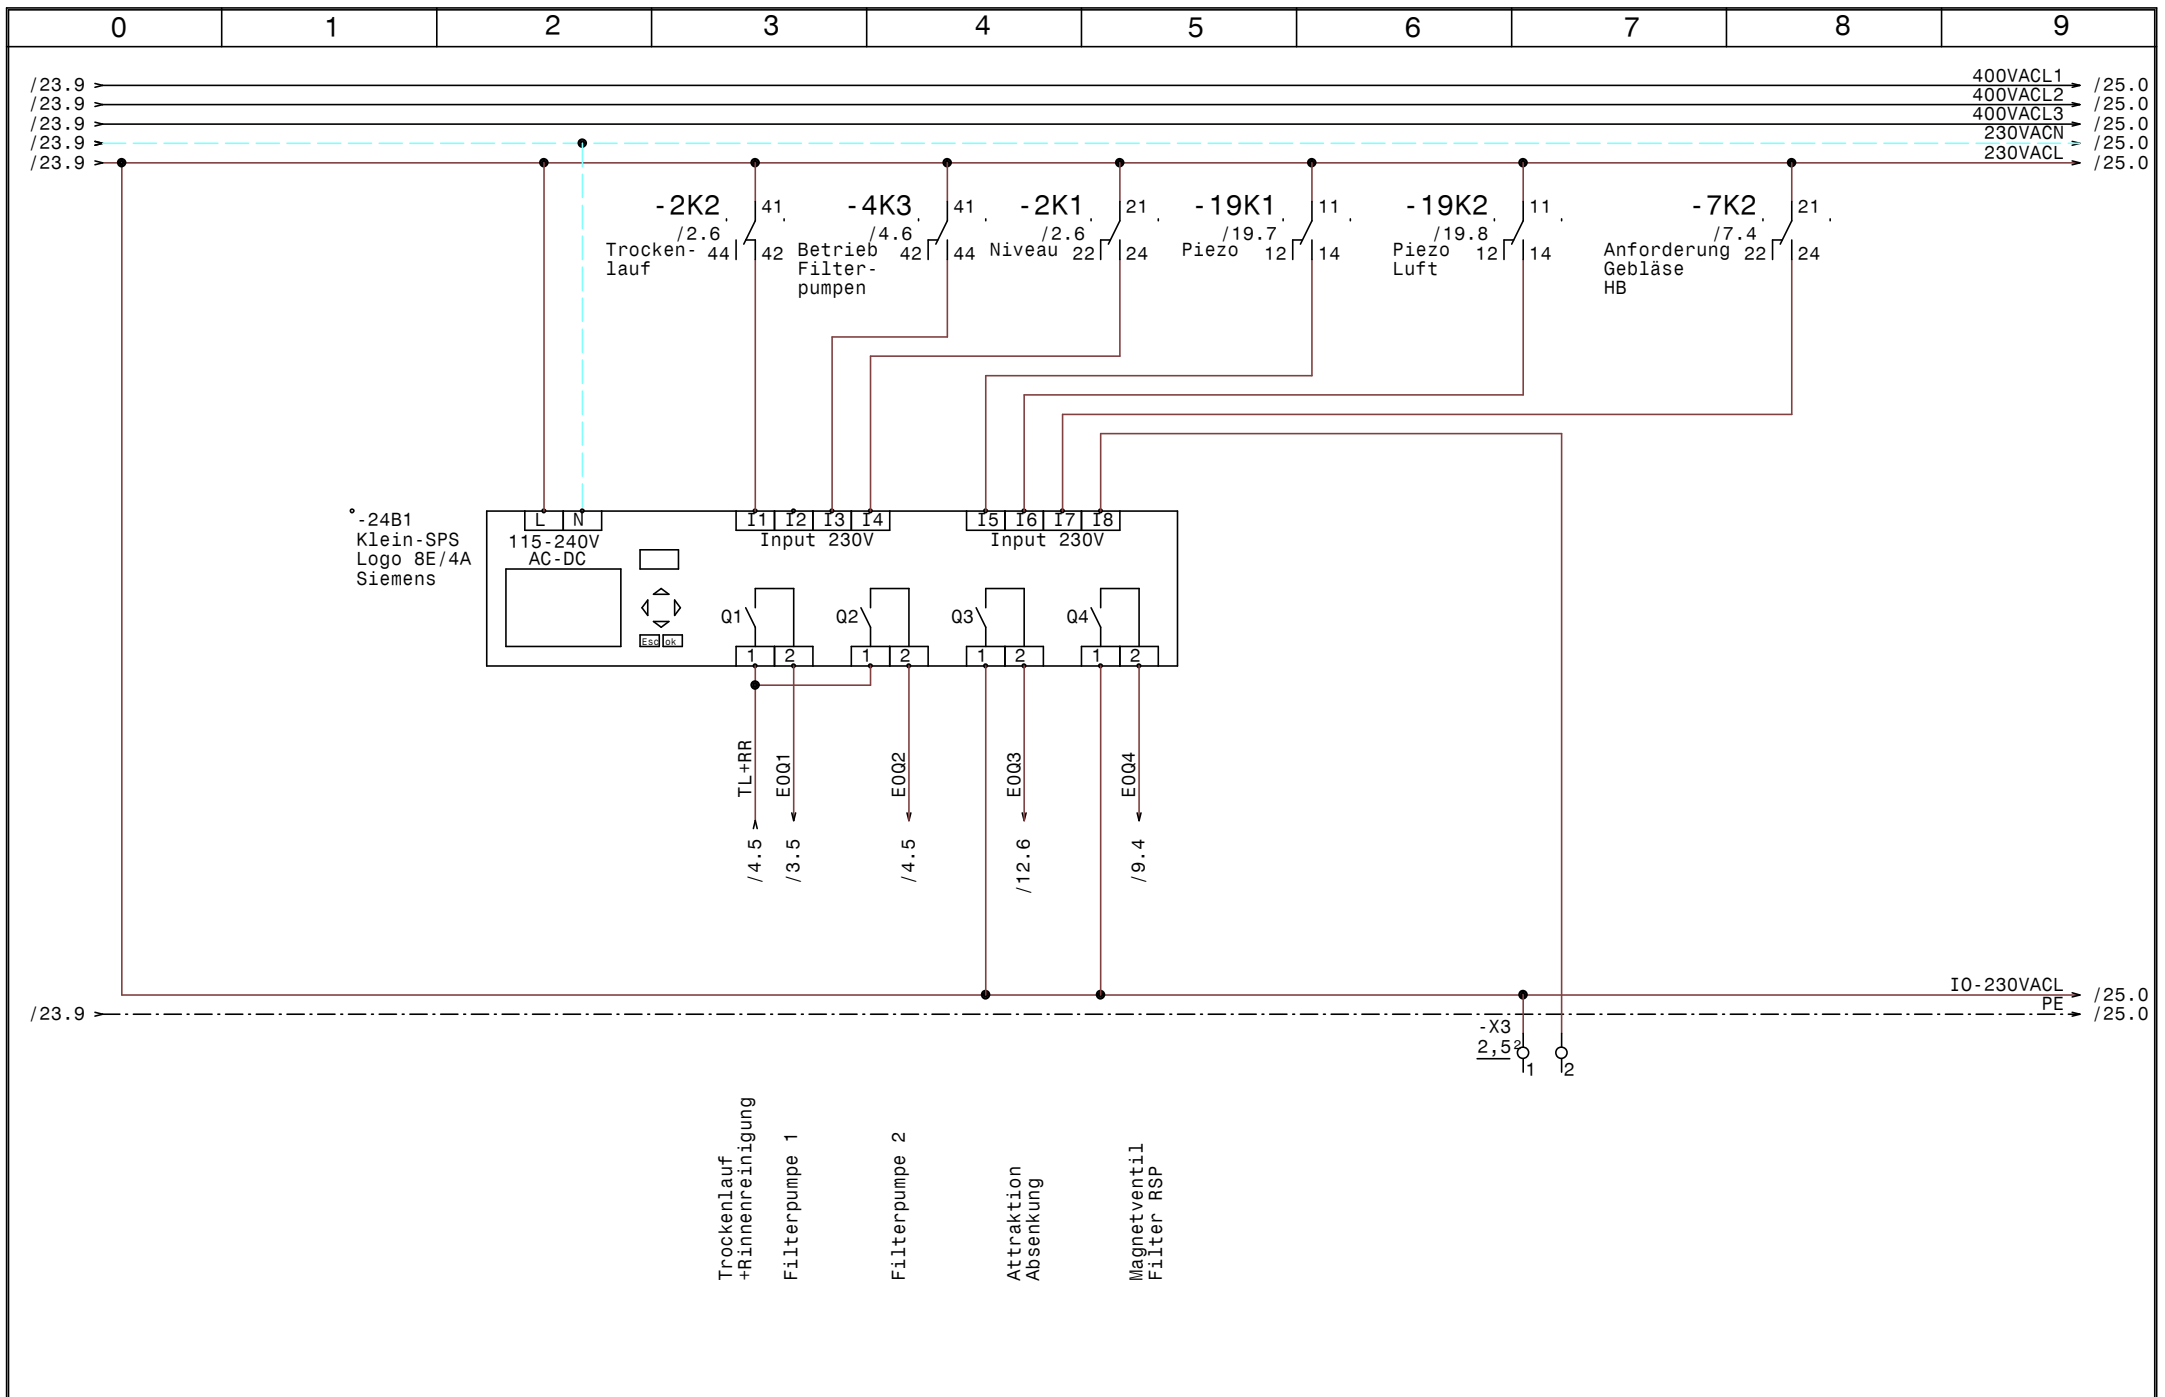 0 1 2 3 4 5 6 7 8 9
/23.9 400VACL1 /25.0
/23.9 400VACL2 /25.0
/23.9 400VACL3 /25.0
/23.9 230VACN /25.0
/23.9 230VACL /25.0
-2K2 41
/2.6
Trocken- 44 42
lauf
-4K3 41
/4.6
Betrieb 42 44
Filter-
pumpen
-2K1 21
/2.6
Niveau 22 24
-19K1 11
/19.7
Piezo 12 14
-19K2 11
/19.8
Piezo 12 14
Luft
-7K2 21
/7.4
Anforderung 22 24
Gebläse
HB
-24B1
Klein-SPS
Logo 8E/4A
Siemens
L N I1 I2 I3 I4 I5 I6 I7 I8
115-240V Input 230V Input 230V
AC-DC
Q1 Q2 Q3 Q4
Esc ok
1 2 1 2 1 2 1 2
TL+RR
E0Q1
E0Q2
E0Q3
E0Q4
/4.5
/3.5
/4.5
/12.6
/9.4
IO-230VACL /25.0
/23.9 PE /25.0
-X3
2,5²
1 2
Trockenlauf
+Rinnenreinigung
Filterpumpe 1
Filterpumpe 2
Attraktion
Absenkung
Magnetventil
Filter RSP